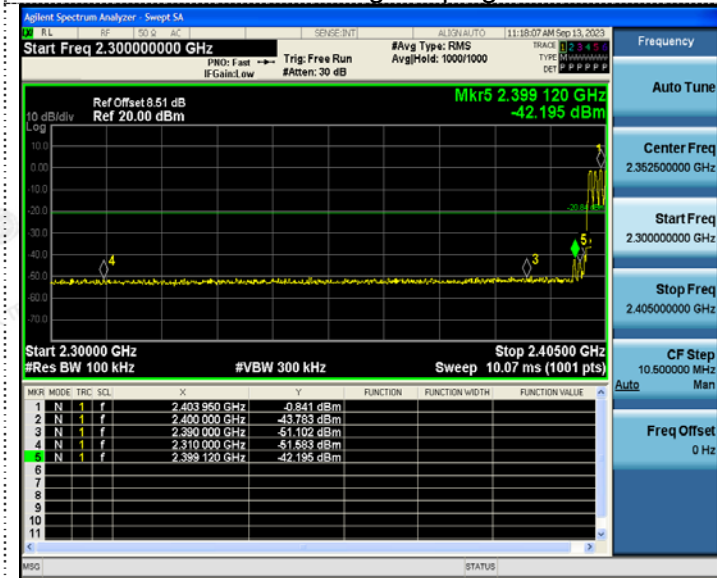 Agilent Spectrum Analyzer - Swept SA
RL RF 50 Ω AC SENSE:INT ALIGNAUTO 11:18:07 AM Sep 13, 2023
Start Freq 2.300000000 GHz
PNO: Fast
IFGain:Low
Trig: Free Run
#Atten: 30 dB
#Avg Type: RMS
Avg|Hold: 1000/1000
TRACE 1 2 3 4 5 6
TYPE M
DET P P P P P P
Ref Offset 8.51 dB
Ref 20.00 dBm
10 dB/div
Log
Mkr5 2.399 120 GHz
-42.195 dBm
10.0
0.00
-10.0
-20.0
-30.0
-40.0
-50.0
-60.0
-70.0
1
4
3
5
Start 2.30000 GHz
#Res BW 100 kHz
#VBW 300 kHz
Stop 2.40500 GHz
Sweep 10.07 ms (1001 pts)
MKR MODE TRC SCL X Y FUNCTION FUNCTION WIDTH FUNCTION VALUE
1 N 1 f 2.403 950 GHz -0.841 dBm
2 N 1 f 2.400 000 GHz -43.783 dBm
3 N 1 f 2.390 000 GHz -51.102 dBm
4 N 1 f 2.310 000 GHz -51.583 dBm
5 N 1 f 2.399 120 GHz -42.195 dBm
6
7
8
9
10
11
MSG STATUS
Frequency
Auto Tune
Center Freq
2.352500000 GHz
Start Freq
2.300000000 GHz
Stop Freq
2.405000000 GHz
CF Step
10.500000 MHz
Auto Man
Freq Offset
0 Hz